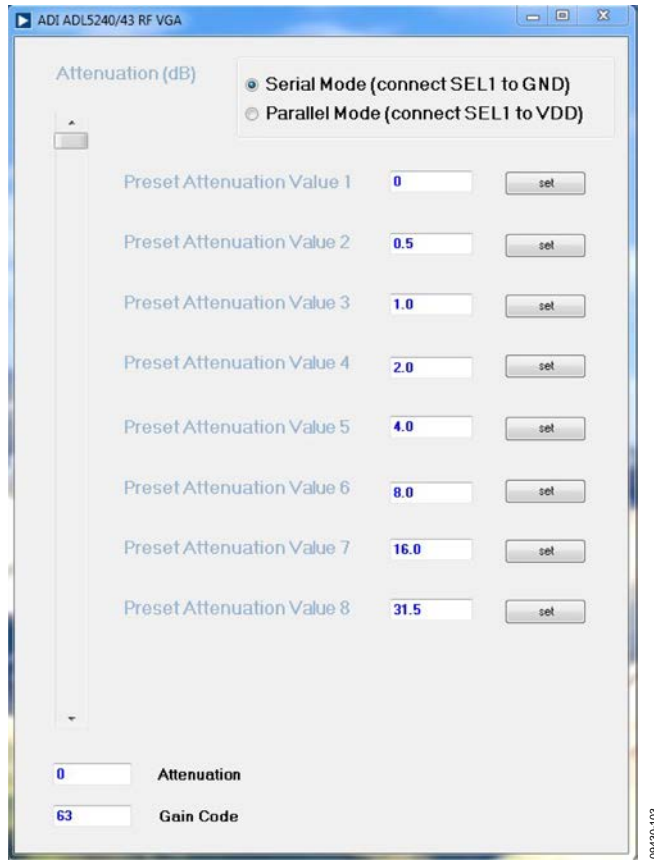 ADI ADL5240/43 RF VGA
Attenuation (dB)
Serial Mode (connect SEL1 to GND)
Parallel Mode (connect SEL1 to VDD)
Preset Attenuation Value 1 0 set
Preset Attenuation Value 2 0.5 set
Preset Attenuation Value 3 1.0 set
Preset Attenuation Value 4 2.0 set
Preset Attenuation Value 5 4.0 set
Preset Attenuation Value 6 8.0 set
Preset Attenuation Value 7 16.0 set
Preset Attenuation Value 8 31.5 set
0 Attenuation
63 Gain Code
09430-103